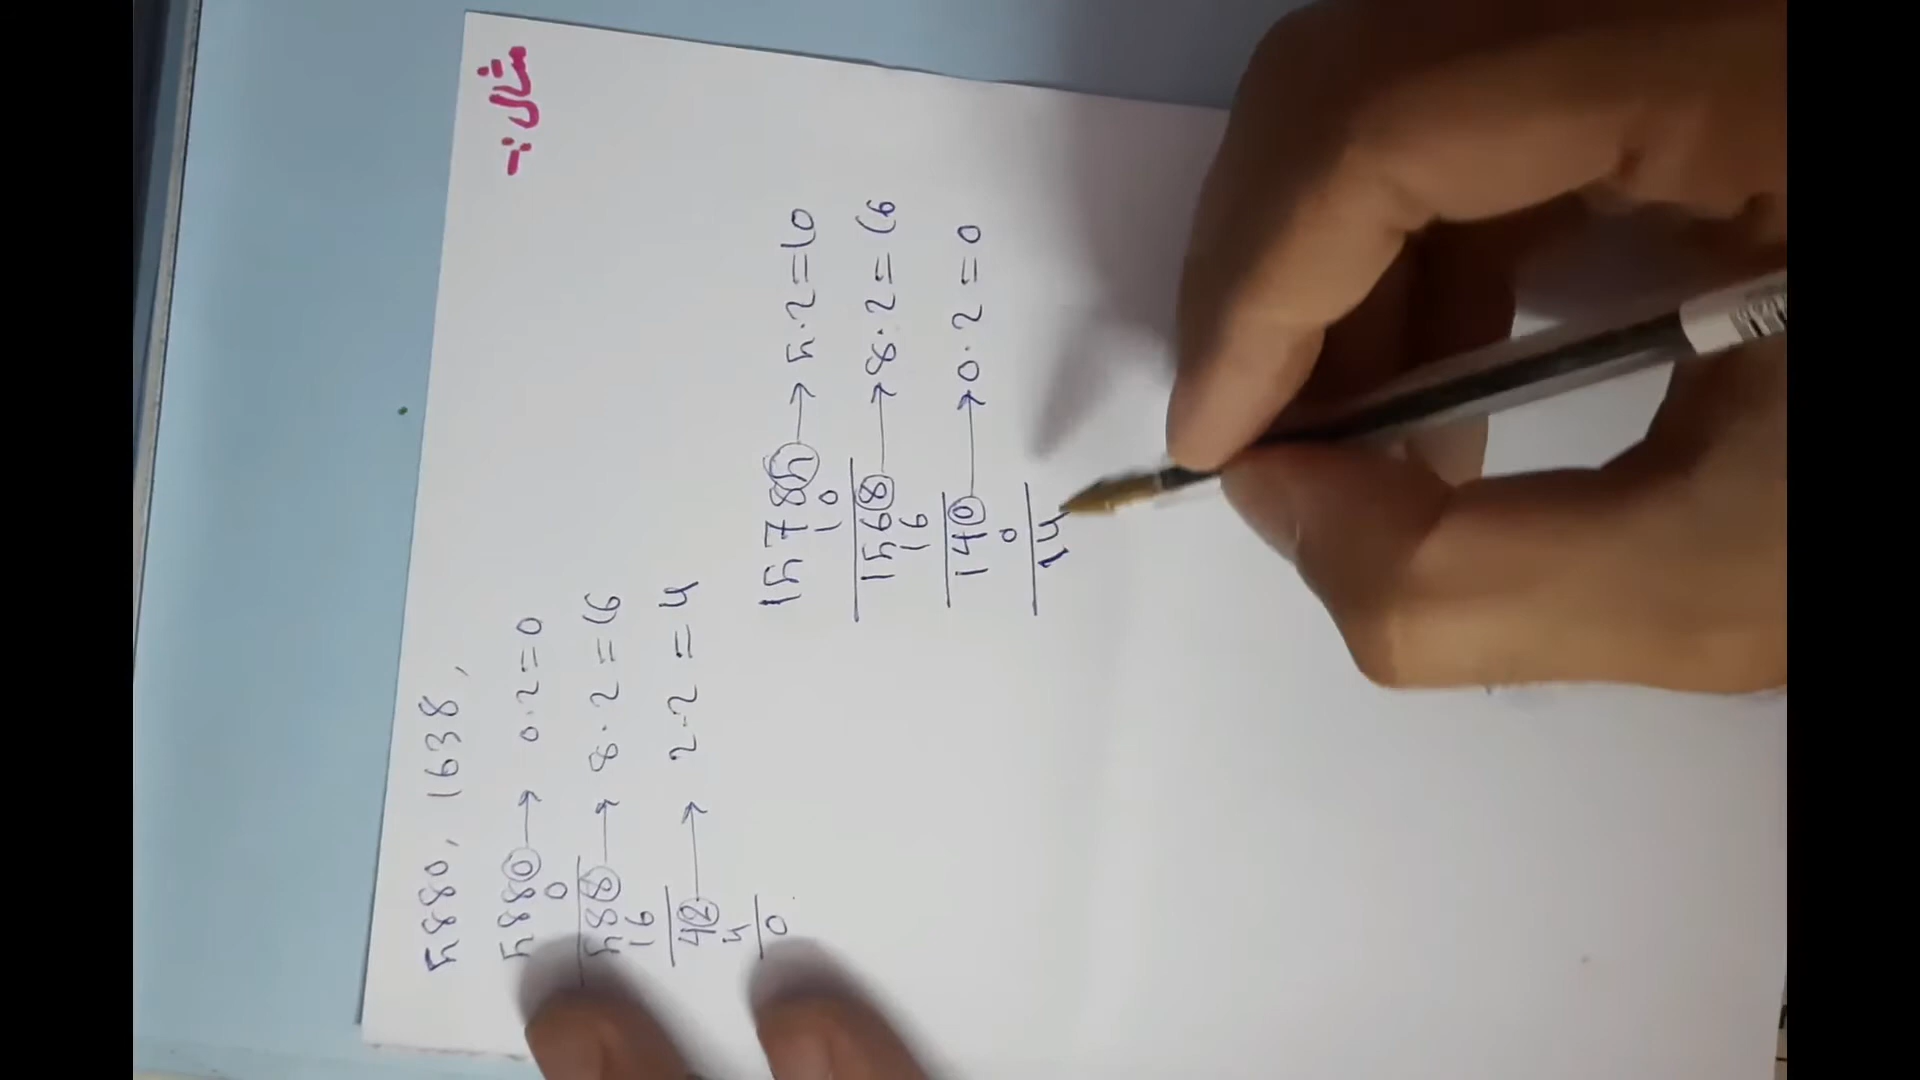 مثال :-
5880, 1638,
5880 → 0.2=0
0
588 → 8.2=16
16
42 → 2.2=4
4
0
15785 → 5.2=10
10
1568 → 8.2=16
16
140 → 0.2=0
0
14